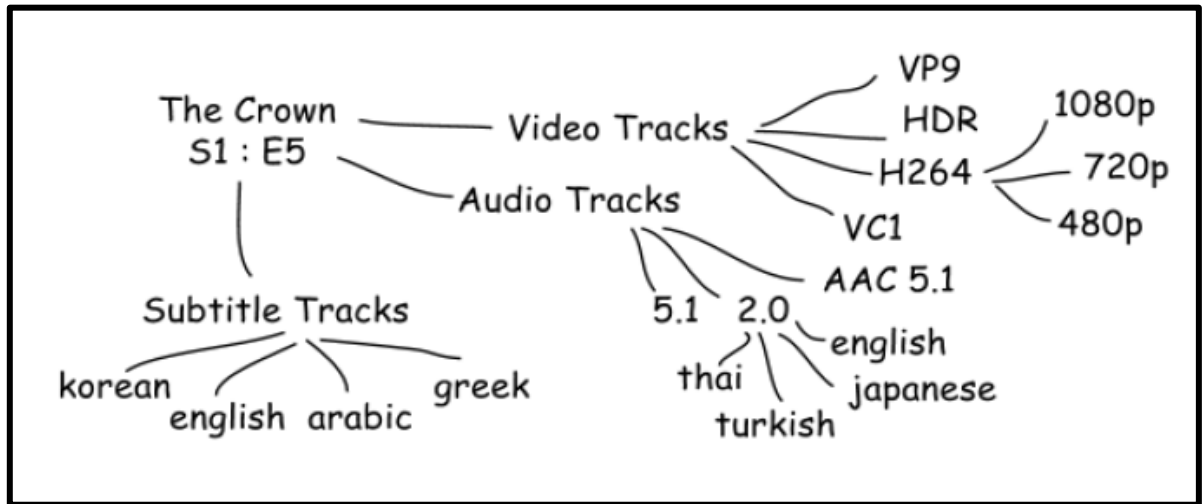 The Crown
S1 : E5
Video Tracks
VP9
HDR
H264
VC1
1080p
720p
480p
Audio Tracks
5.1
2.0
AAC 5.1
thai
turkish
japanese
english
Subtitle Tracks
korean
english
arabic
greek